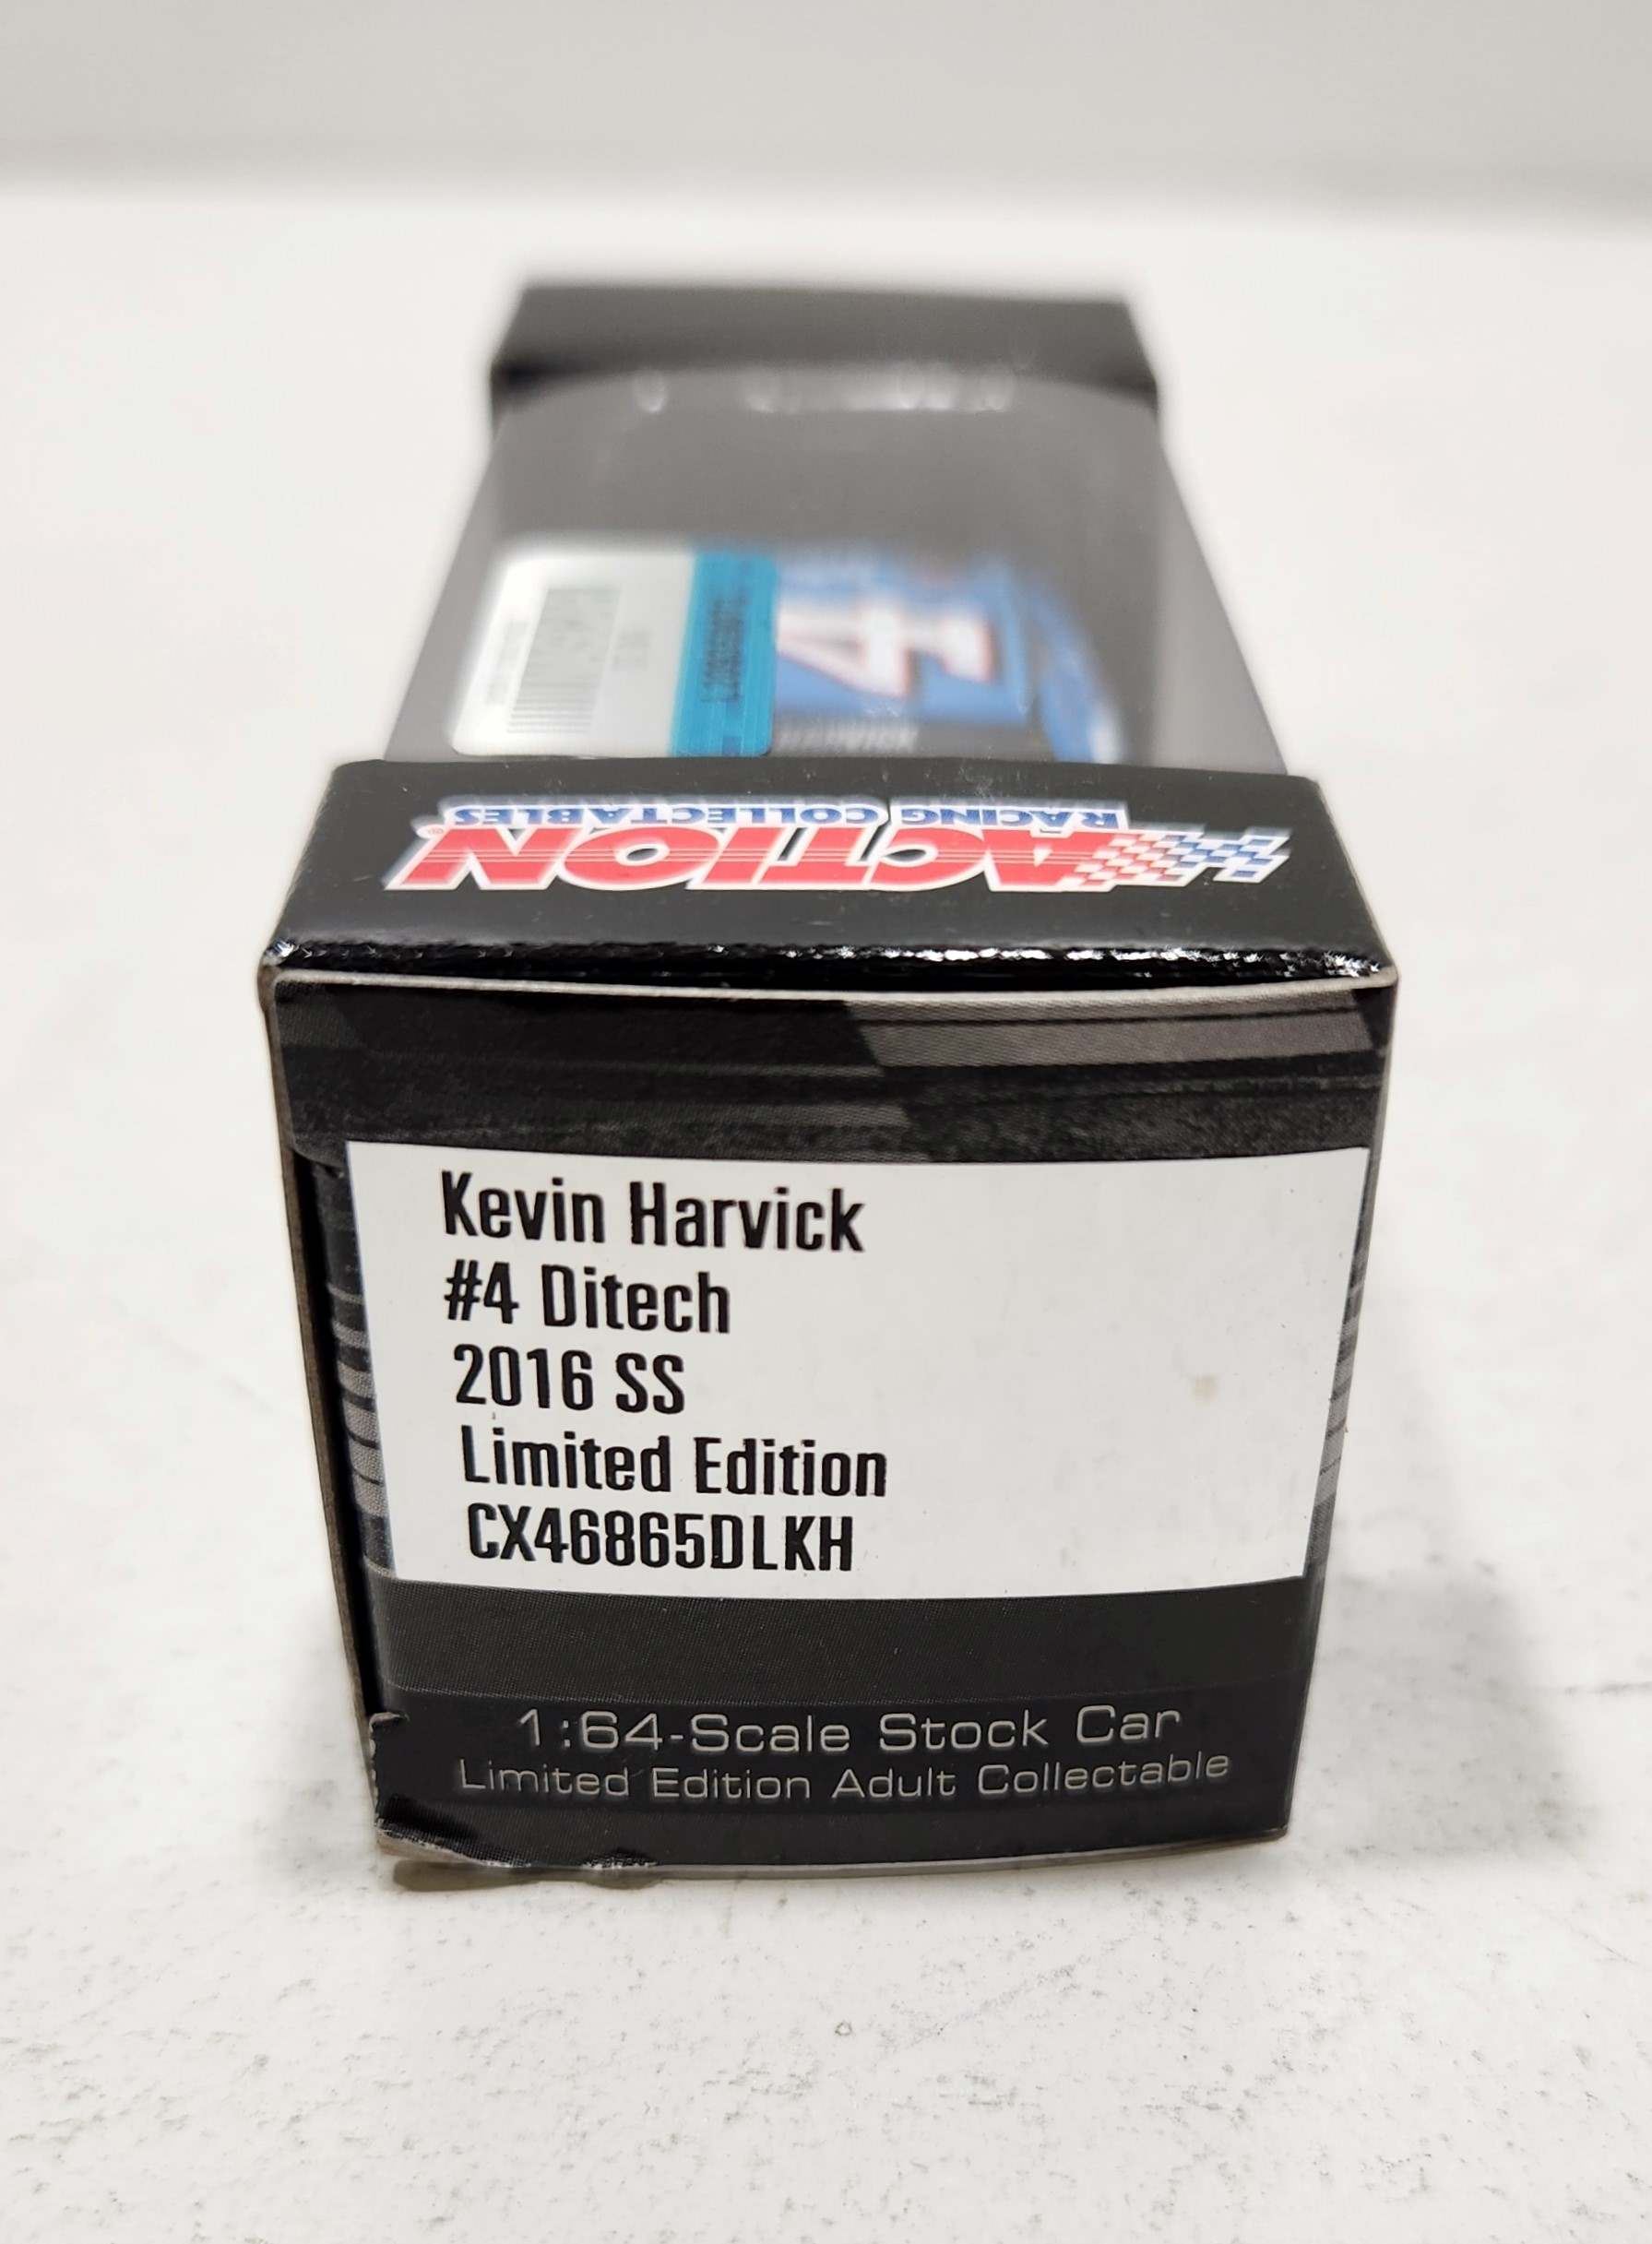 4
ACTION
RACING COLLECTABLES
Kevin Harvick
#4 Ditech
2016 SS
Limited Edition
CX46865DLKH
1:64-Scale Stock Car
Limited Edition Adult Collectable